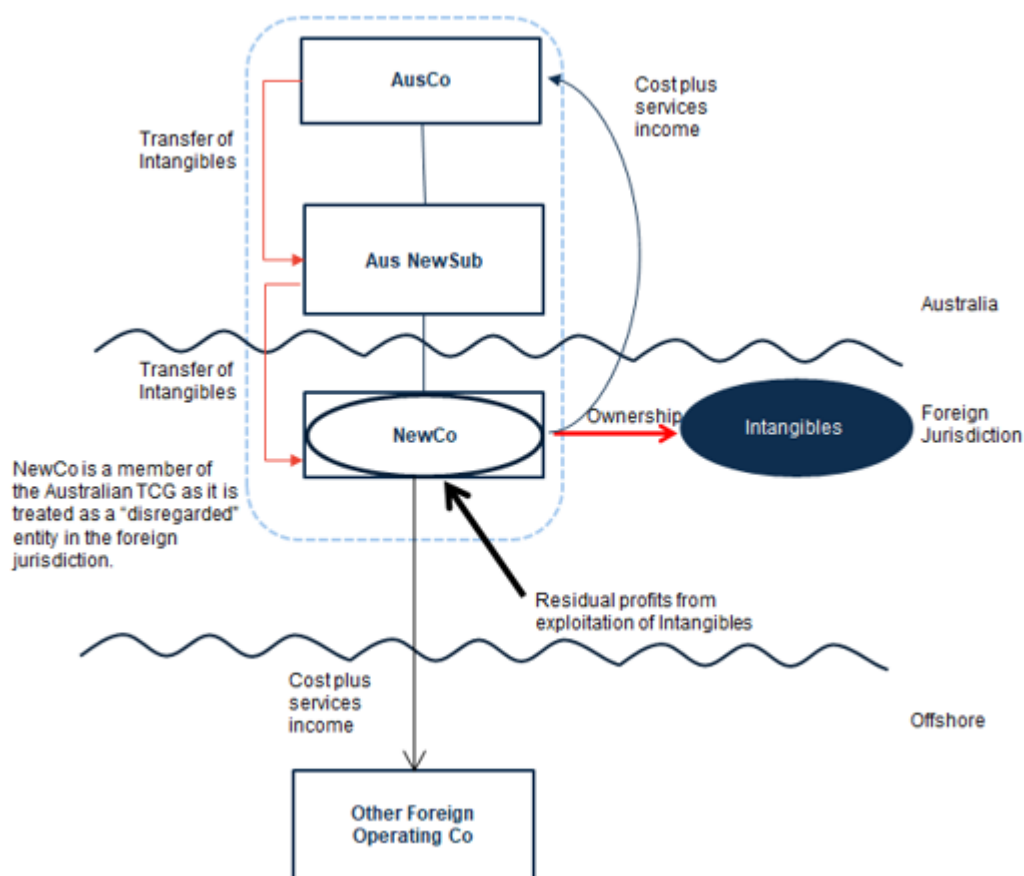 AusCo
Cost plus
services
income
Transfer of
Intangibles
Aus NewSub
Australia
Transfer of
Intangibles
NewCo
Ownership
Intangibles
Foreign
Jurisdiction
NewCo is a member of
the Australian TCG as it is
treated as a “disregarded”
entity in the foreign
jurisdiction.
Residual profits from
exploitation of Intangibles
Cost plus
services
income
Offshore
Other Foreign
Operating Co